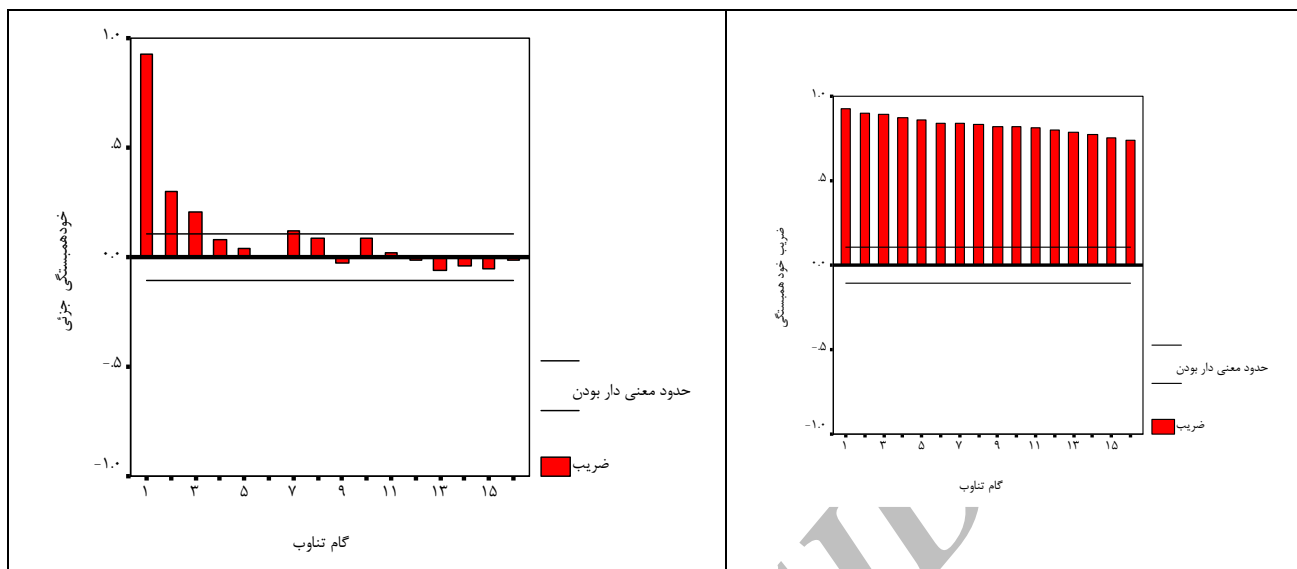 ۱.۰
.۵
۰.۰
-.۵
-۱.۰
خودهمبستگی جزئی
۱ ۳ ۵ ۷ ۹ ۱۱ ۱۳ ۱۵
گام تناوب
حدود معنی دار بودن
ضریب
۱.۰
.۵
۰.۰
-.۵
-۱.۰
ضریب خود همبستگی
۱ ۳ ۵ ۷ ۹ ۱۱ ۱۳ ۱۵
گام تناوب
حدود معنی دار بودن
ضریب